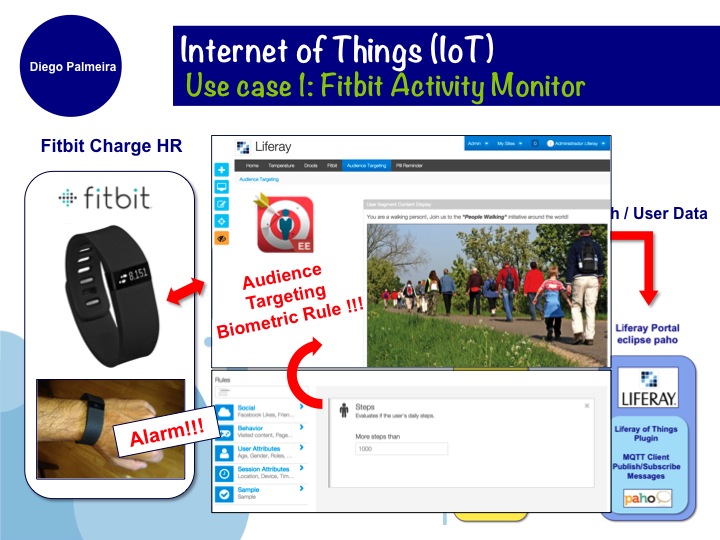 Diego Palmeira
Internet of Things (IoT)
Use case 1: Fitbit Activity Monitor
Fitbit Charge HR
fitbit
8,151
Alarm!!!
Liferay
Admin
My Sites
0
Administrador Liferay
Home
Temperature
Drools
Fitbit
Audience Targeting
Pill Reminder
Audience Targeting
EE
User Segment Content Display
You are a walking person!, Join us to the "People Walking" initiative around the world!
Audience
Targeting
Biometric Rule !!!
Rules
Social
Facebook Likes, Frien...
Behavior
Visited content, Page...
User Attributes
Age, Gender, Roles, ...
Session Attributes
Location, Device, Tim...
Sample
Sample
Steps
Evaluates if the user's daily steps.
More steps than
1000
h / User Data
Liferay Portal
eclipse paho
LIFERAY.
Liferay of Things
Plugin
MQTT Client
Publish/Subscribe
Messages
paho